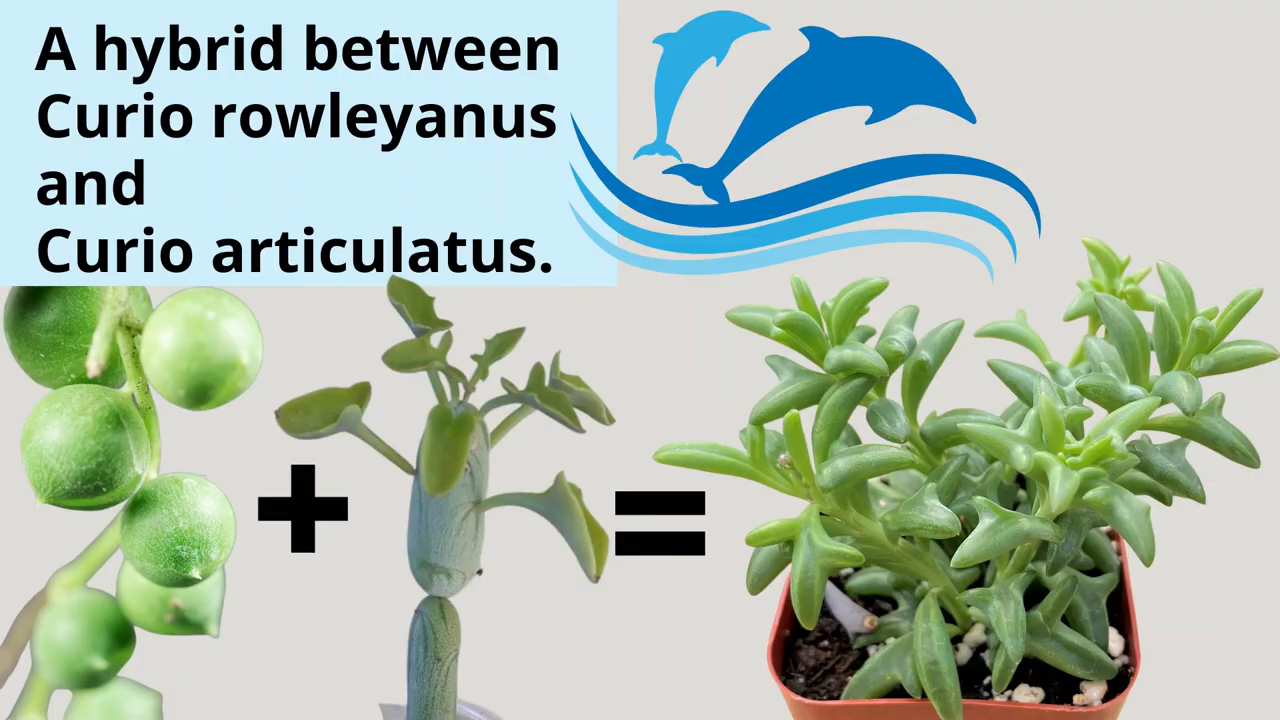 A hybrid between
Curio rowleyanus
and
Curio articulatus.
+
=